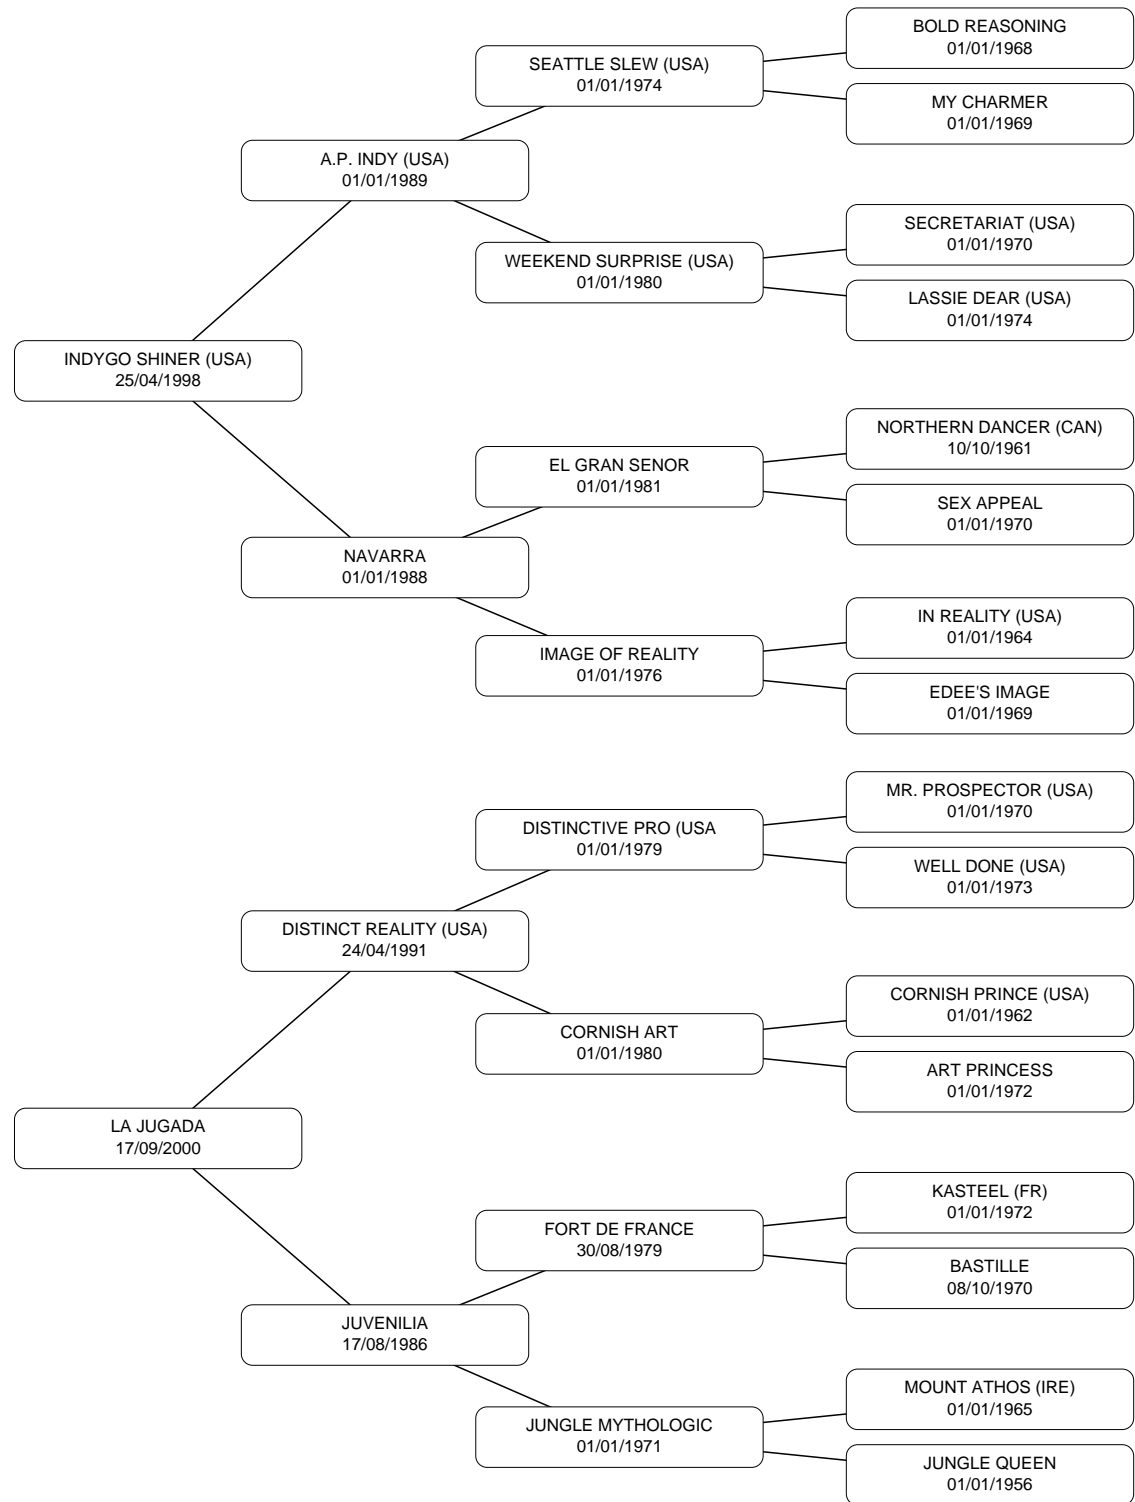 BOLD REASONING
01/01/1968
SEATTLE SLEW (USA)
01/01/1974
MY CHARMER
01/01/1969
A.P. INDY (USA)
01/01/1989
SECRETARIAT (USA)
01/01/1970
WEEKEND SURPRISE (USA)
01/01/1980
LASSIE DEAR (USA)
01/01/1974
INDYGO SHINER (USA)
25/04/1998
NORTHERN DANCER (CAN)
10/10/1961
EL GRAN SENOR
01/01/1981
SEX APPEAL
01/01/1970
NAVARRA
01/01/1988
IN REALITY (USA)
01/01/1964
IMAGE OF REALITY
01/01/1976
EDEE'S IMAGE
01/01/1969
MR. PROSPECTOR (USA)
01/01/1970
DISTINCTIVE PRO (USA
01/01/1979
WELL DONE (USA)
01/01/1973
DISTINCT REALITY (USA)
24/04/1991
CORNISH PRINCE (USA)
01/01/1962
CORNISH ART
01/01/1980
ART PRINCESS
01/01/1972
LA JUGADA
17/09/2000
KASTEEL (FR)
01/01/1972
FORT DE FRANCE
30/08/1979
BASTILLE
08/10/1970
JUVENILIA
17/08/1986
MOUNT ATHOS (IRE)
01/01/1965
JUNGLE MYTHOLOGIC
01/01/1971
JUNGLE QUEEN
01/01/1956